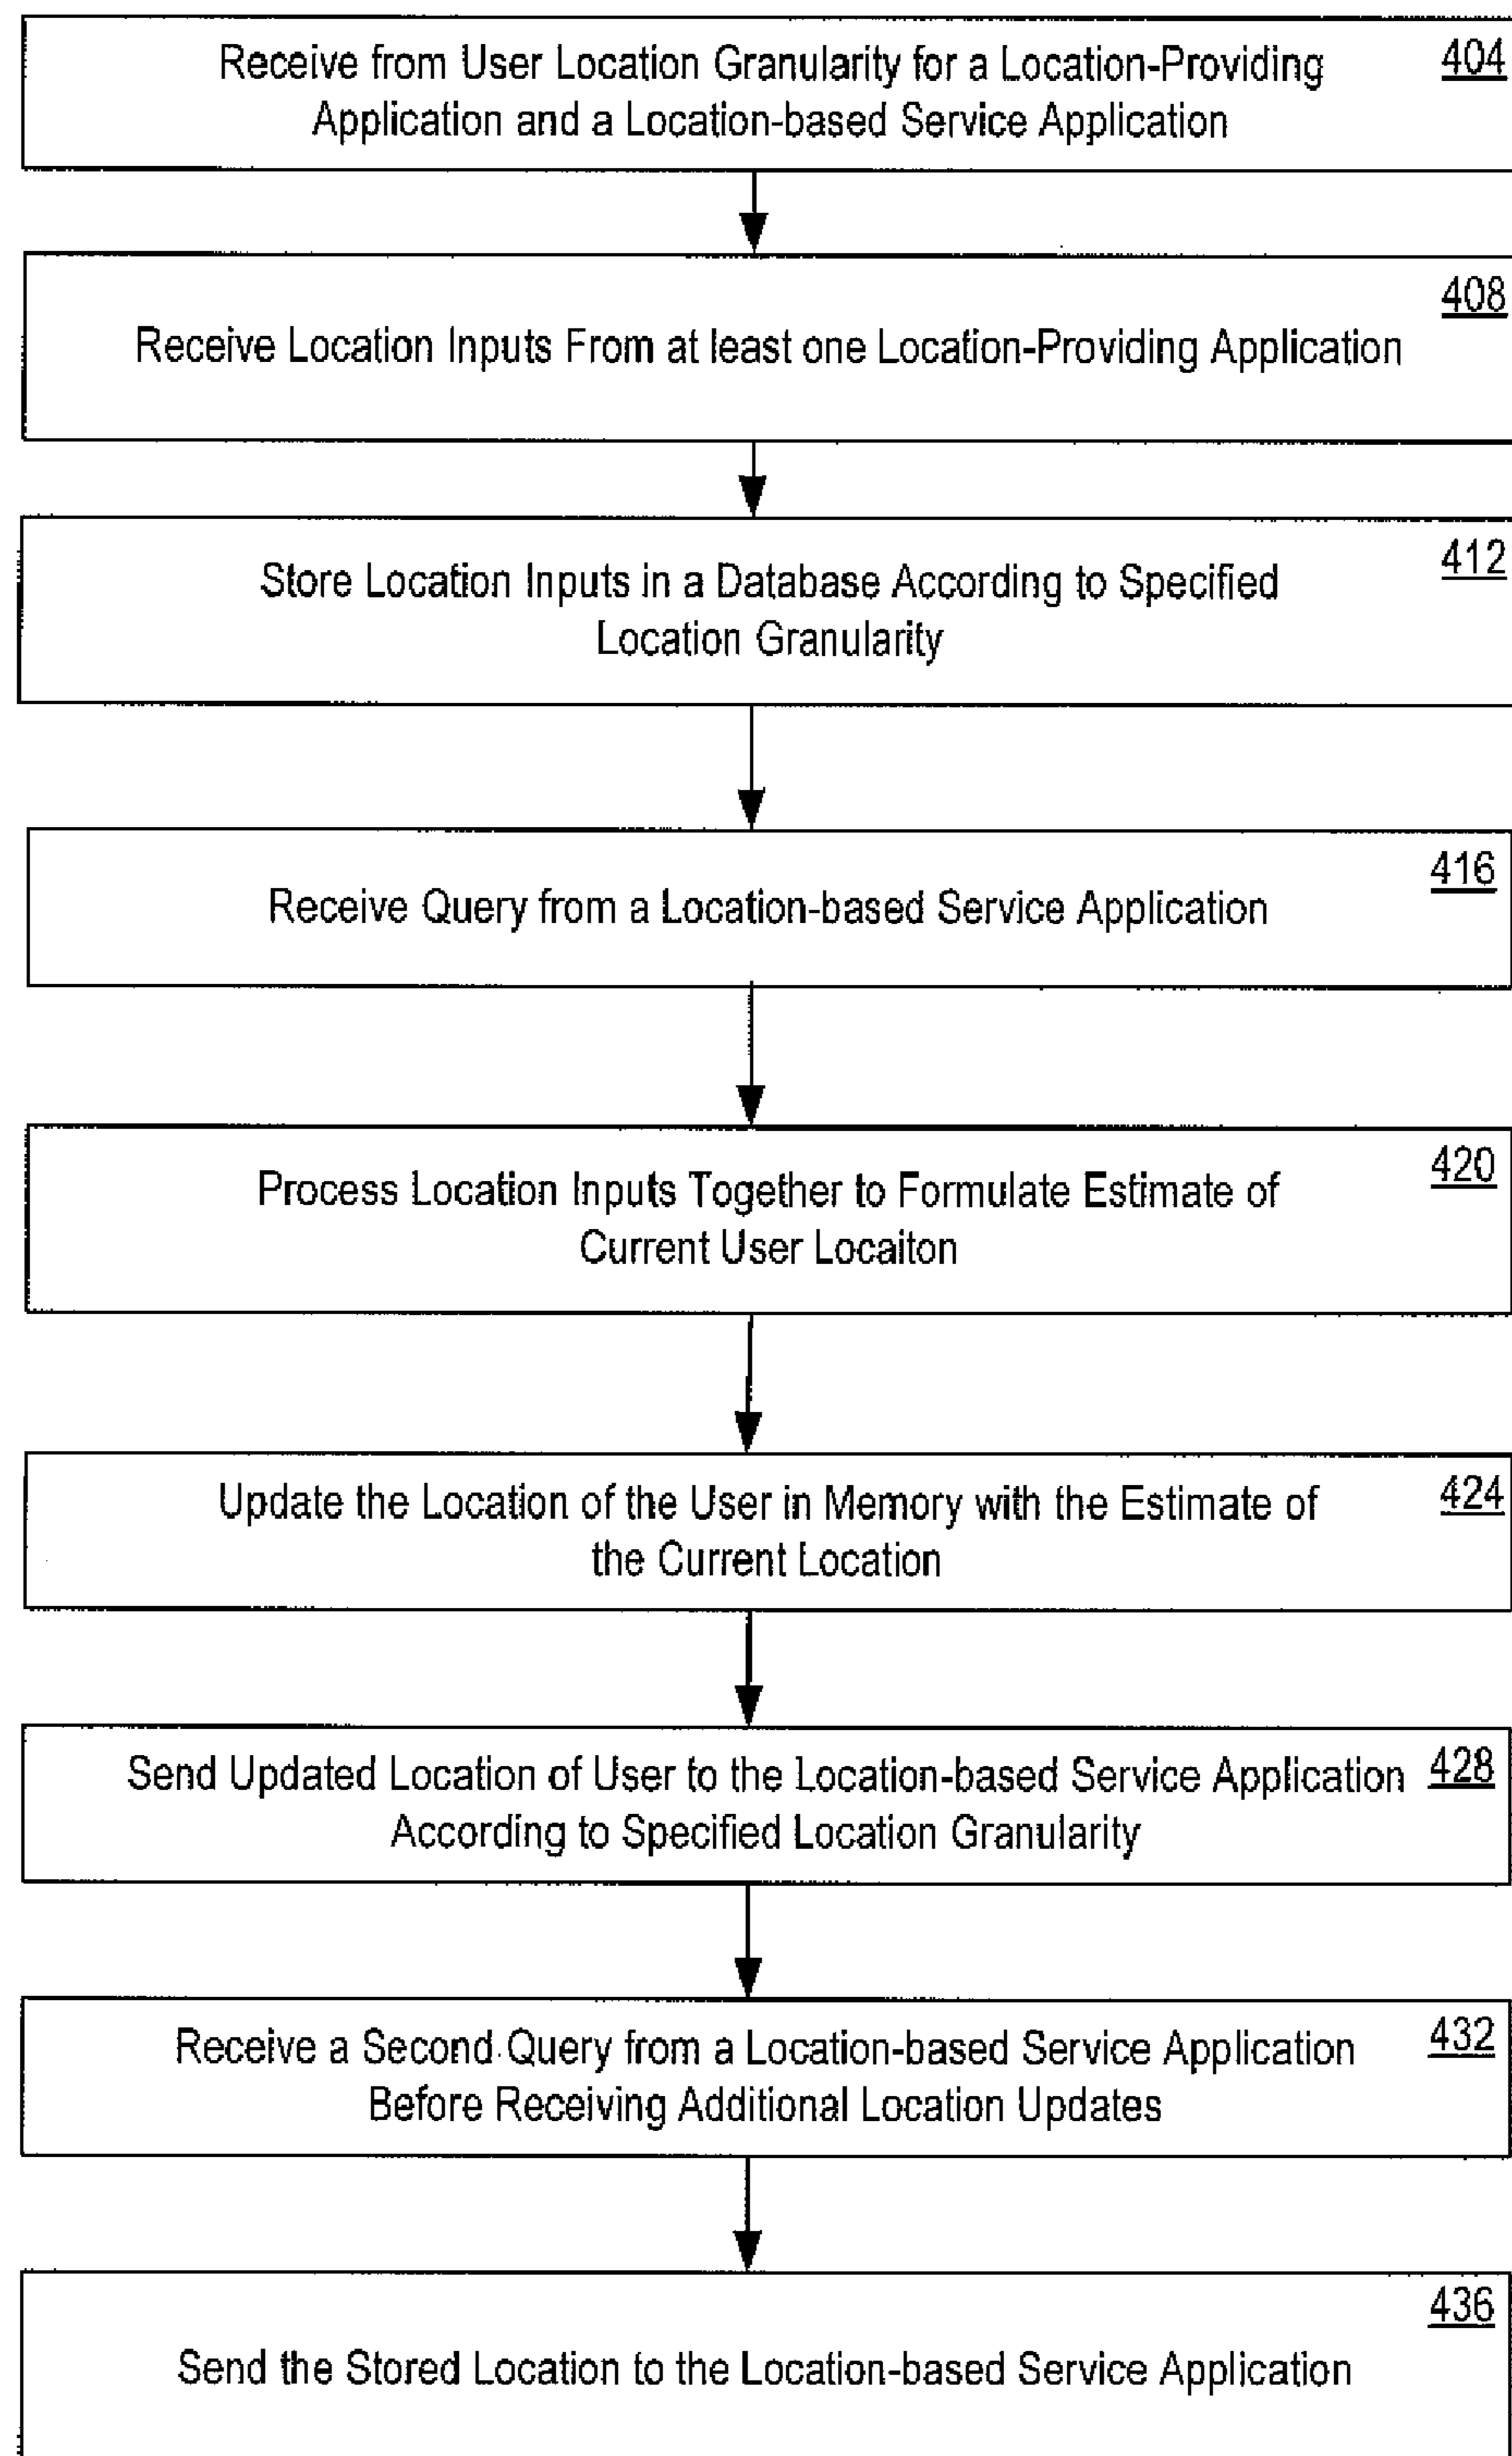 Receive from User Location Granularity for a Location-Providing 404
Application and a Location-based Service Application
408
Receive Location Inputs From at least one Location-Providing Application
412
Store Location Inputs in a Database According to Specified
Location Granularity
416
Receive Query from a Location-based Service Application
420
Process Location Inputs Together to Formulate Estimate of
Current User Locaiton
424
Update the Location of the User in Memory with the Estimate of
the Current Location
Send Updated Location of User to the Location-based Service Application 428
According to Specified Location Granularity
432
Receive a Second Query from a Location-based Service Application
Before Receiving Additional Location Updates
436
Send the Stored Location to the Location-based Service Application